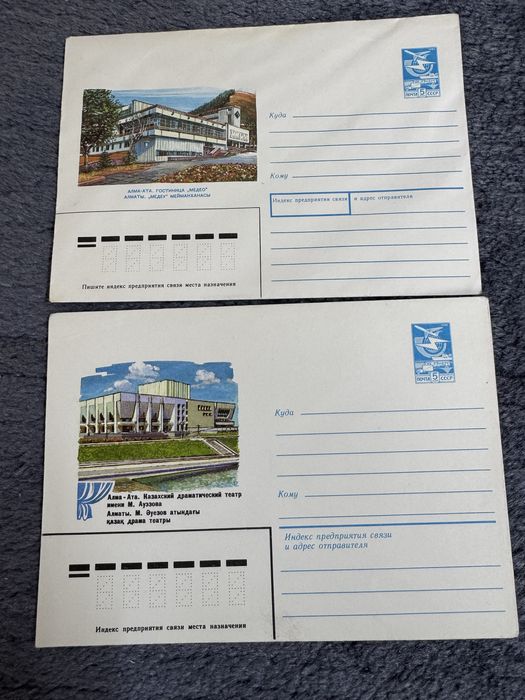 ПОЧТА 5 СССР
Куда
Кому
АЛМА-АТА. ГОСТИНИЦА „МЕДЕО"
АЛМАТЫ. „МЕДЕУ" МЕЙМАНХАНАСЫ
Индекс предприятия связи и адрес отправителя
Пишите индекс предприятия связи места назначения
ПОЧТА 5 СССР
Куда
Кому
Алма-Ата. Казахский драматический театр
имени М. Ауэзова
Алматы. М. Әуезов атындағы
қазақ драма театры
Индекс предприятия связи
и адрес отправителя
Индекс предприятия связи места назначения